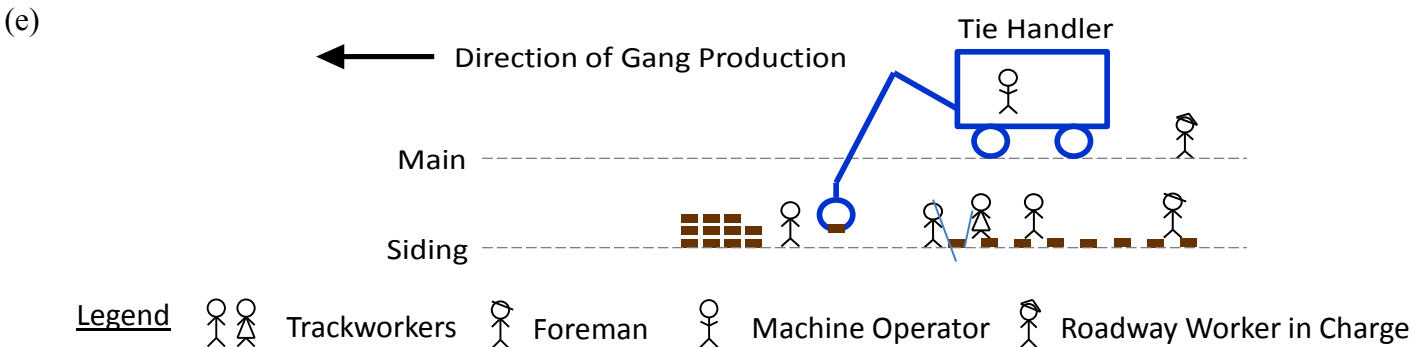 (e)
Tie Handler
Direction of Gang Production
Main
Siding
Legend Trackworkers Foreman Machine Operator Roadway Worker in Charge